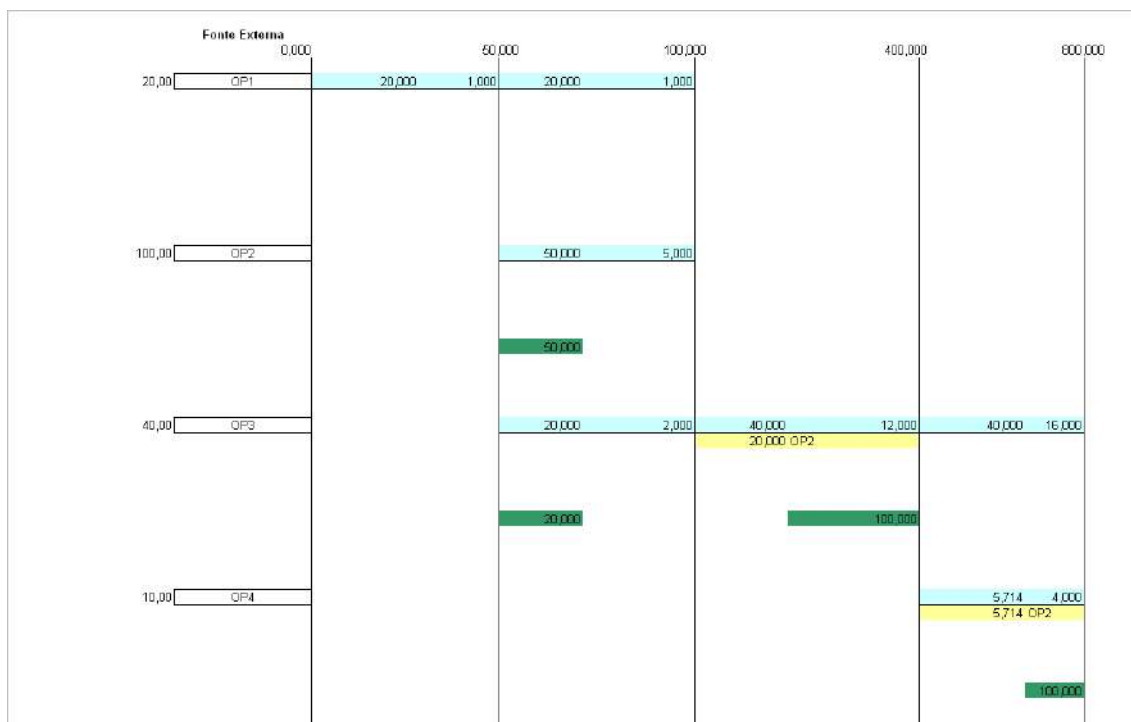 Fonte Externa
0,000 50,000 100,000 400,000 800,000
20,00 OP1 20,000 1,000 20,000 1,000
100,00 OP2 50,000 5,000
50,000
40,00 OP3 20,000 2,000 40,000 12,000 40,000 16,000
20,000 OP2
20,000 100,000
10,00 OP4 5,714 4,000
5,714 OP2
100,000